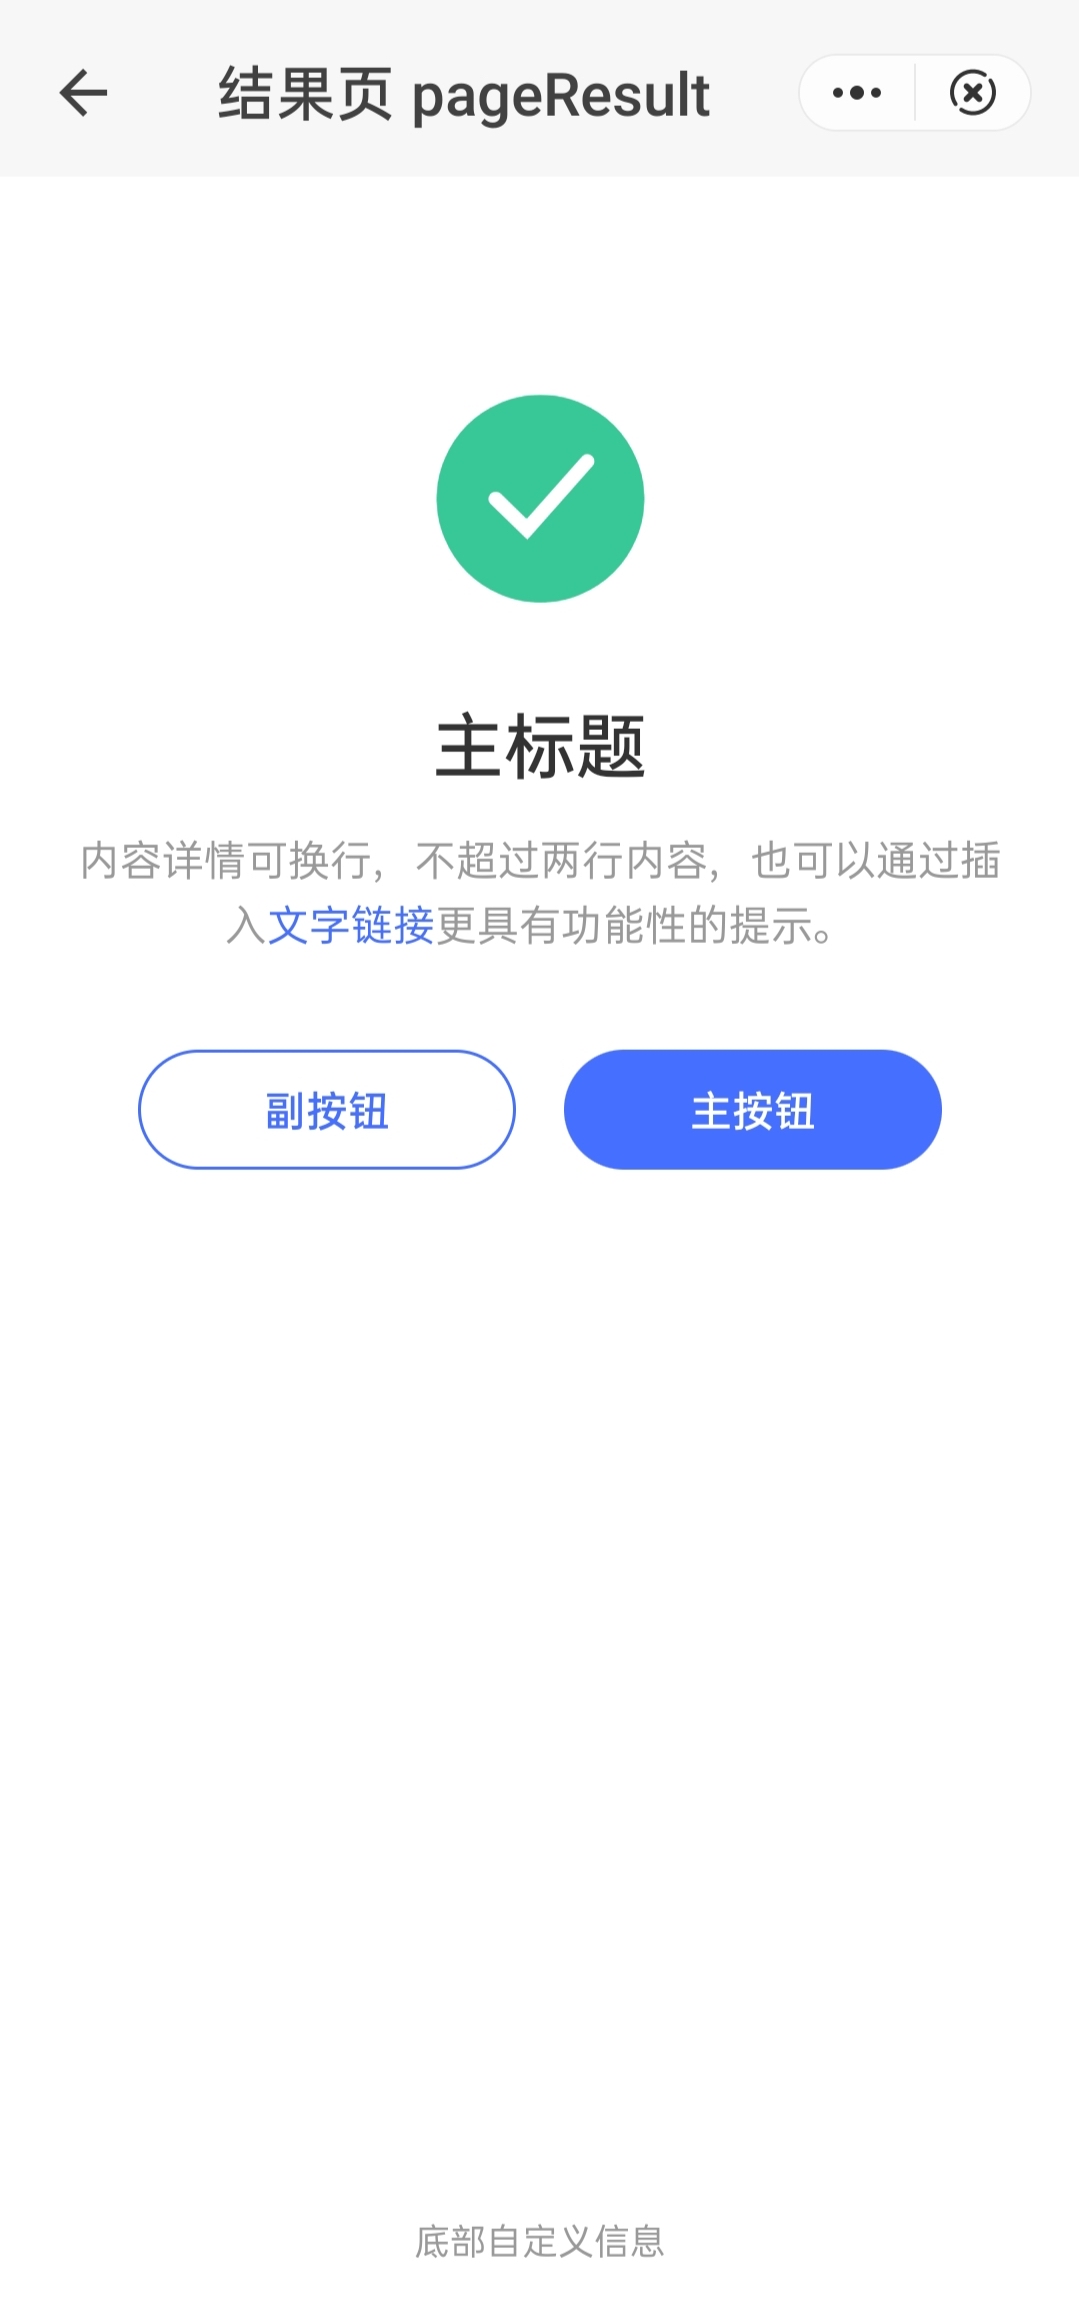 结果页 pageResult
主标题
内容详情可换行，不超过两行内容，也可以通过插
入文字链接更具有功能性的提示。
副按钮 主按钮
底部自定义信息